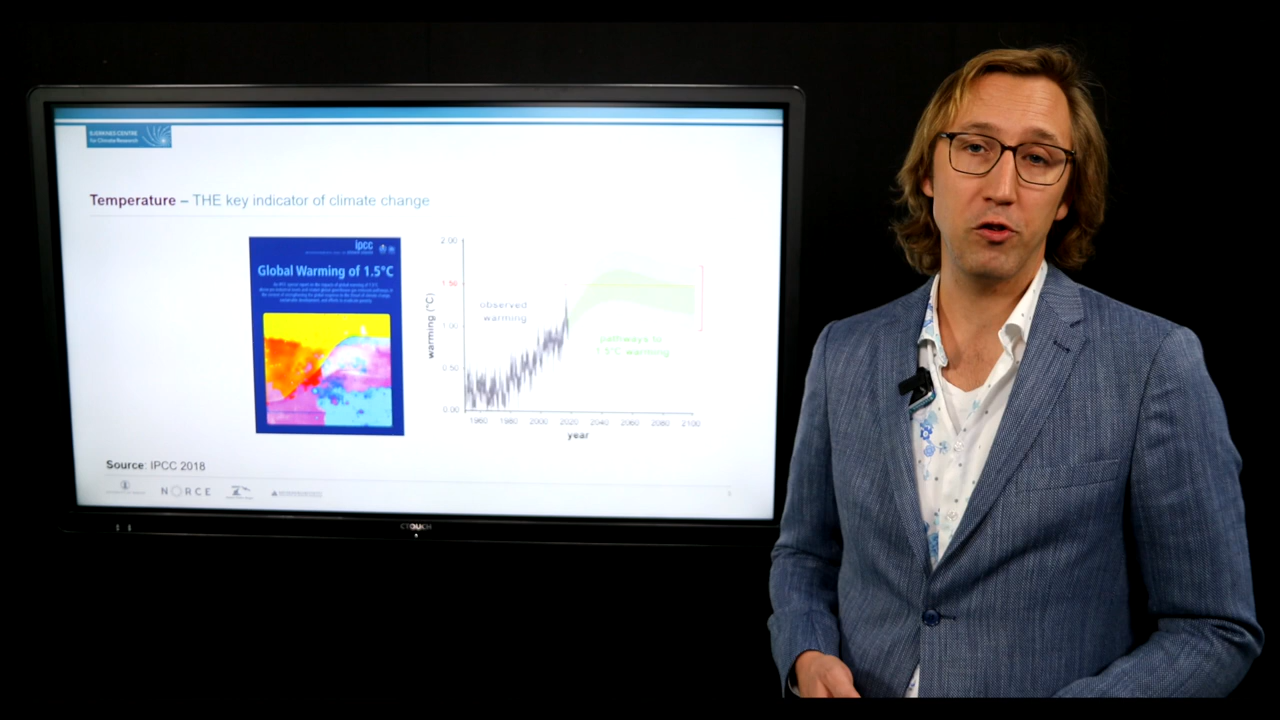 BJERKNES CENTRE
for Climate Research
Temperature – THE key indicator of climate change
ipcc
Global Warming of 1.5°C
2.00
1.50
1.00
0.50
0.00
warming (°C)
observed
warming
pathways to
1.5°C warming
1960 1980 2000 2020 2040 2060 2080 2100
year
Source: IPCC 2018
NORCE
5
CTOUCH